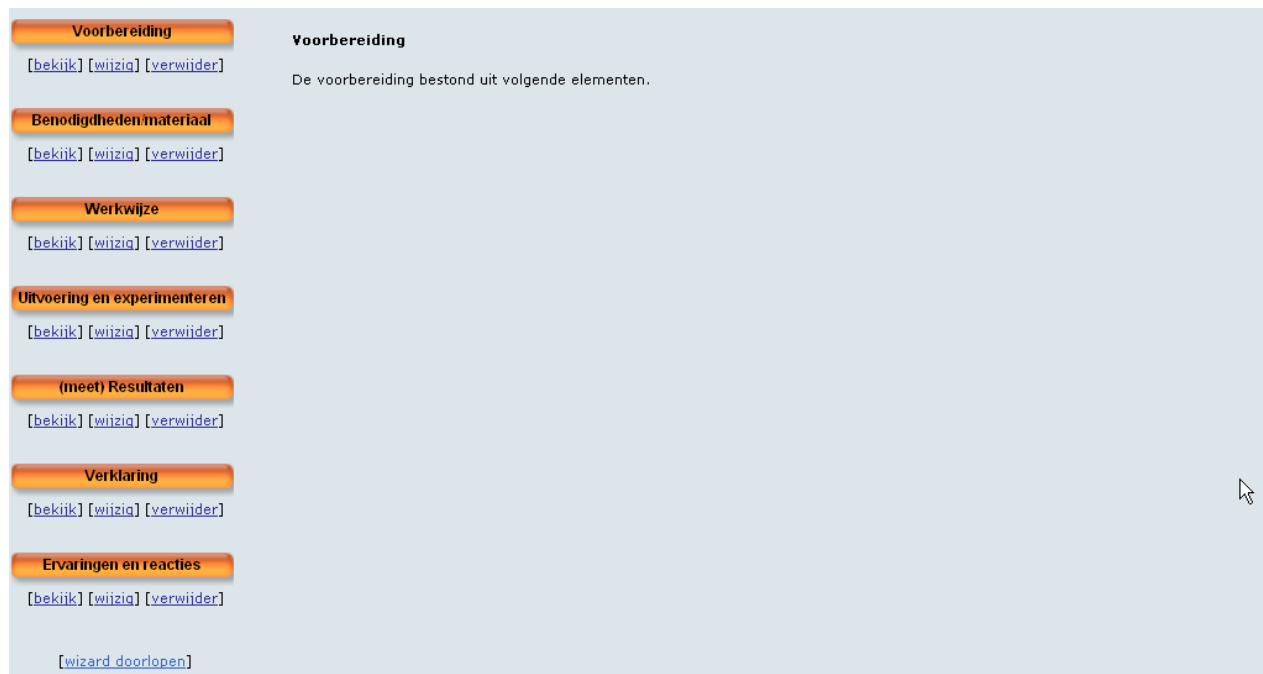 Voorbereiding
[bekijk] [wijzig] [verwijder]
Benodigdheden/materiaal
[bekijk] [wijzig] [verwijder]
Werkwijze
[bekijk] [wijzig] [verwijder]
Uitvoering en experimenteren
[bekijk] [wijzig] [verwijder]
(meet) Resultaten
[bekijk] [wijzig] [verwijder]
Verklaring
[bekijk] [wijzig] [verwijder]
Ervaringen en reacties
[bekijk] [wijzig] [verwijder]
[wizard doorlopen]
Voorbereiding
De voorbereiding bestond uit volgende elementen.